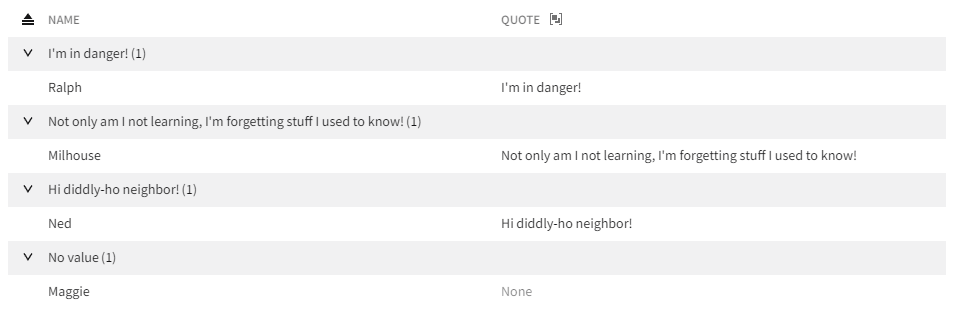 NAME QUOTE
I'm in danger! (1)
Ralph I'm in danger!
Not only am I not learning, I'm forgetting stuff I used to know! (1)
Milhouse Not only am I not learning, I'm forgetting stuff I used to know!
Hi diddly-ho neighbor! (1)
Ned Hi diddly-ho neighbor!
No value (1)
Maggie None